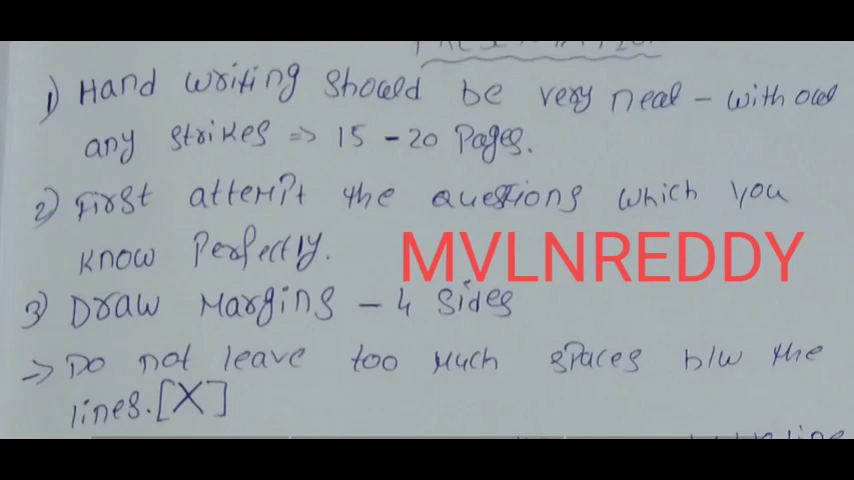 PRESENTATION
1) Hand writing should be very neat - without
any strikes => 15 - 20 Pages.
2) First attempt the questions which you
know Perfectly.
MVLNREDDY
3) Draw Margins - 4 sides
→ Do not leave too much spaces b/w the
lines. [X]